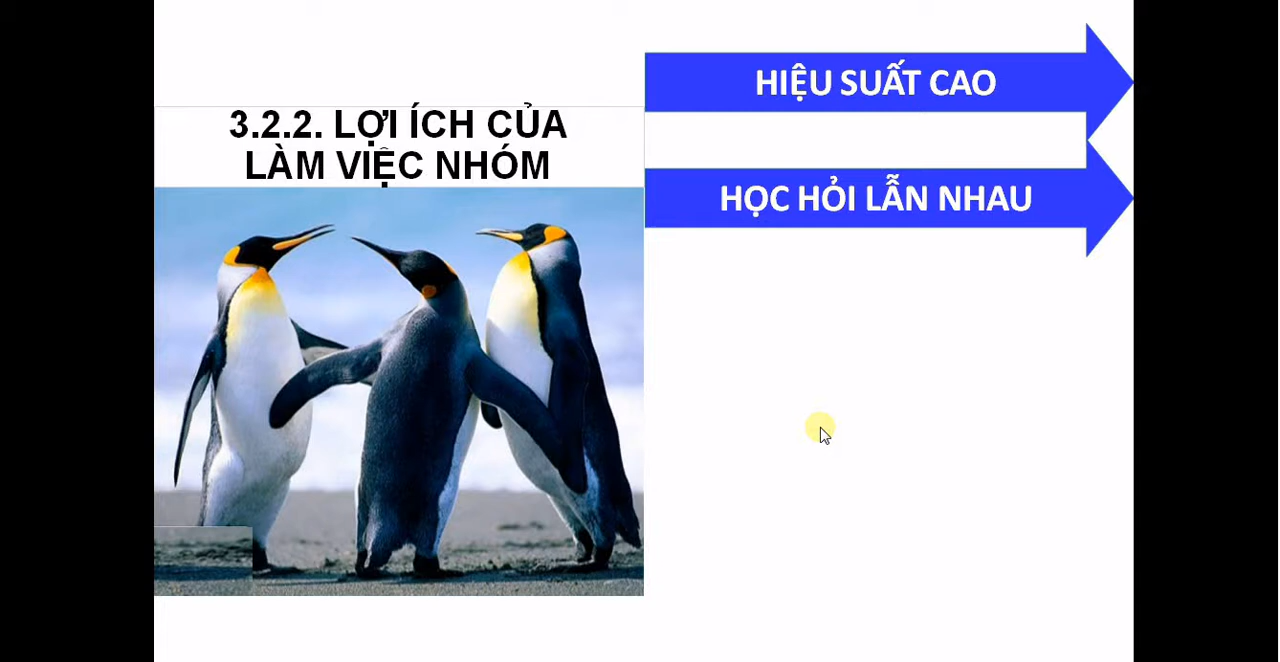 3.2.2. LỢI ÍCH CỦA
LÀM VIỆC NHÓM
HIỆU SUẤT CAO
HỌC HỎI LẪN NHAU